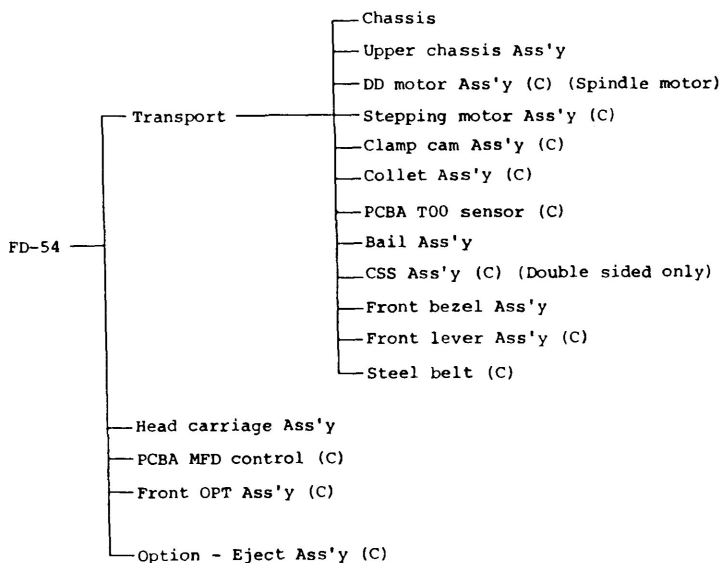 Chassis
Upper chassis Ass'y
DD motor Ass'y (C) (Spindle motor)
Transport
Stepping motor Ass'y (C)
Clamp cam Ass'y (C)
Collet Ass'y (C)
PCBA T00 sensor (C)
FD-54
Bail Ass'y
CSS Ass'y (C) (Double sided only)
Front bezel Ass'y
Front lever Ass'y (C)
Steel belt (C)
Head carriage Ass'y
PCBA MFD control (C)
Front OPT Ass'y (C)
Option - Eject Ass'y (C)